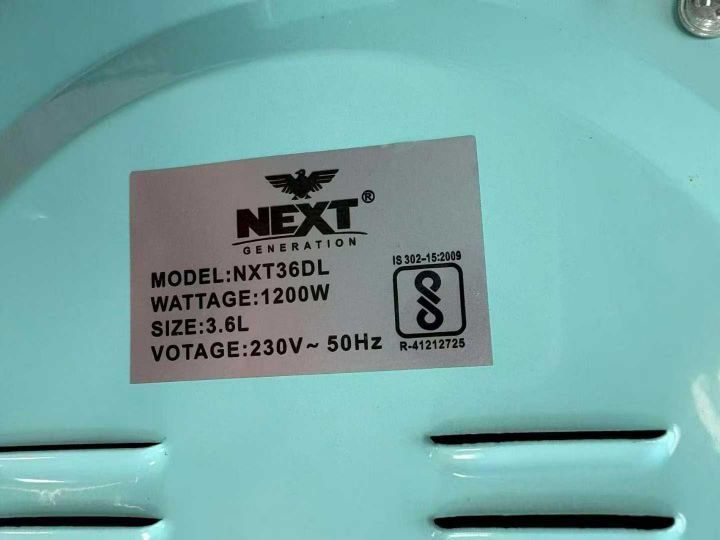 NEXT®
GENERATION
MODEL:NXT36DL
WATTAGE:1200W
SIZE:3.6L
VOTAGE:230V~ 50Hz
IS 302-15:2009
R-41212725